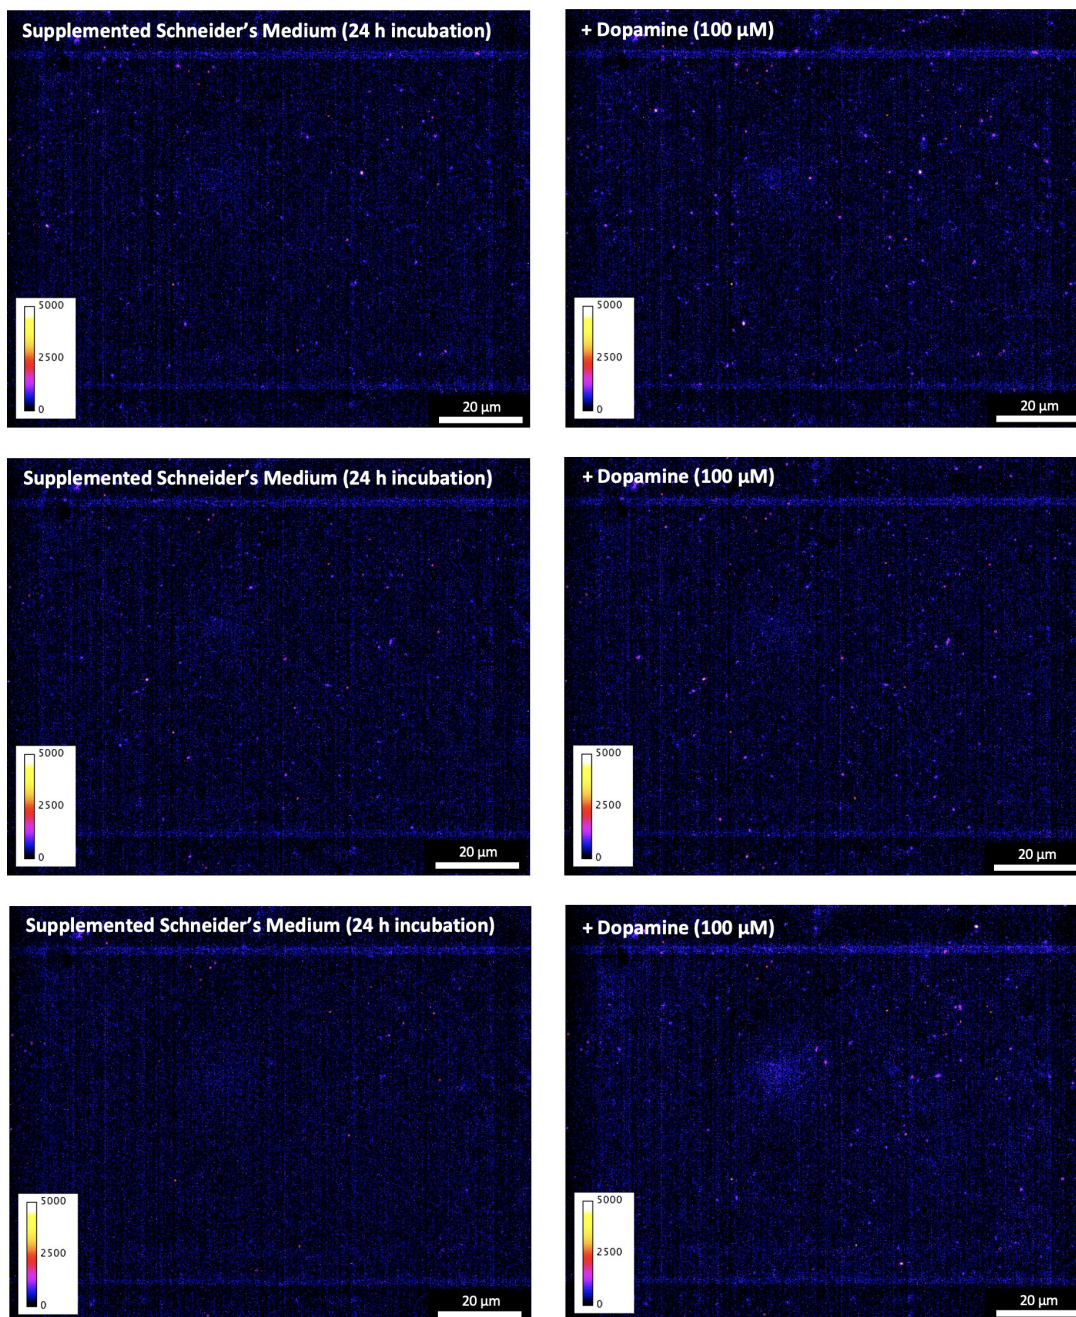 Supplemented Schneider’s Medium (24 h incubation)
5000
2500
0
20 µm
+ Dopamine (100 µM)
5000
2500
0
20 µm
Supplemented Schneider’s Medium (24 h incubation)
5000
2500
0
20 µm
+ Dopamine (100 µM)
5000
2500
0
20 µm
Supplemented Schneider’s Medium (24 h incubation)
5000
2500
0
20 µm
+ Dopamine (100 µM)
5000
2500
0
20 µm